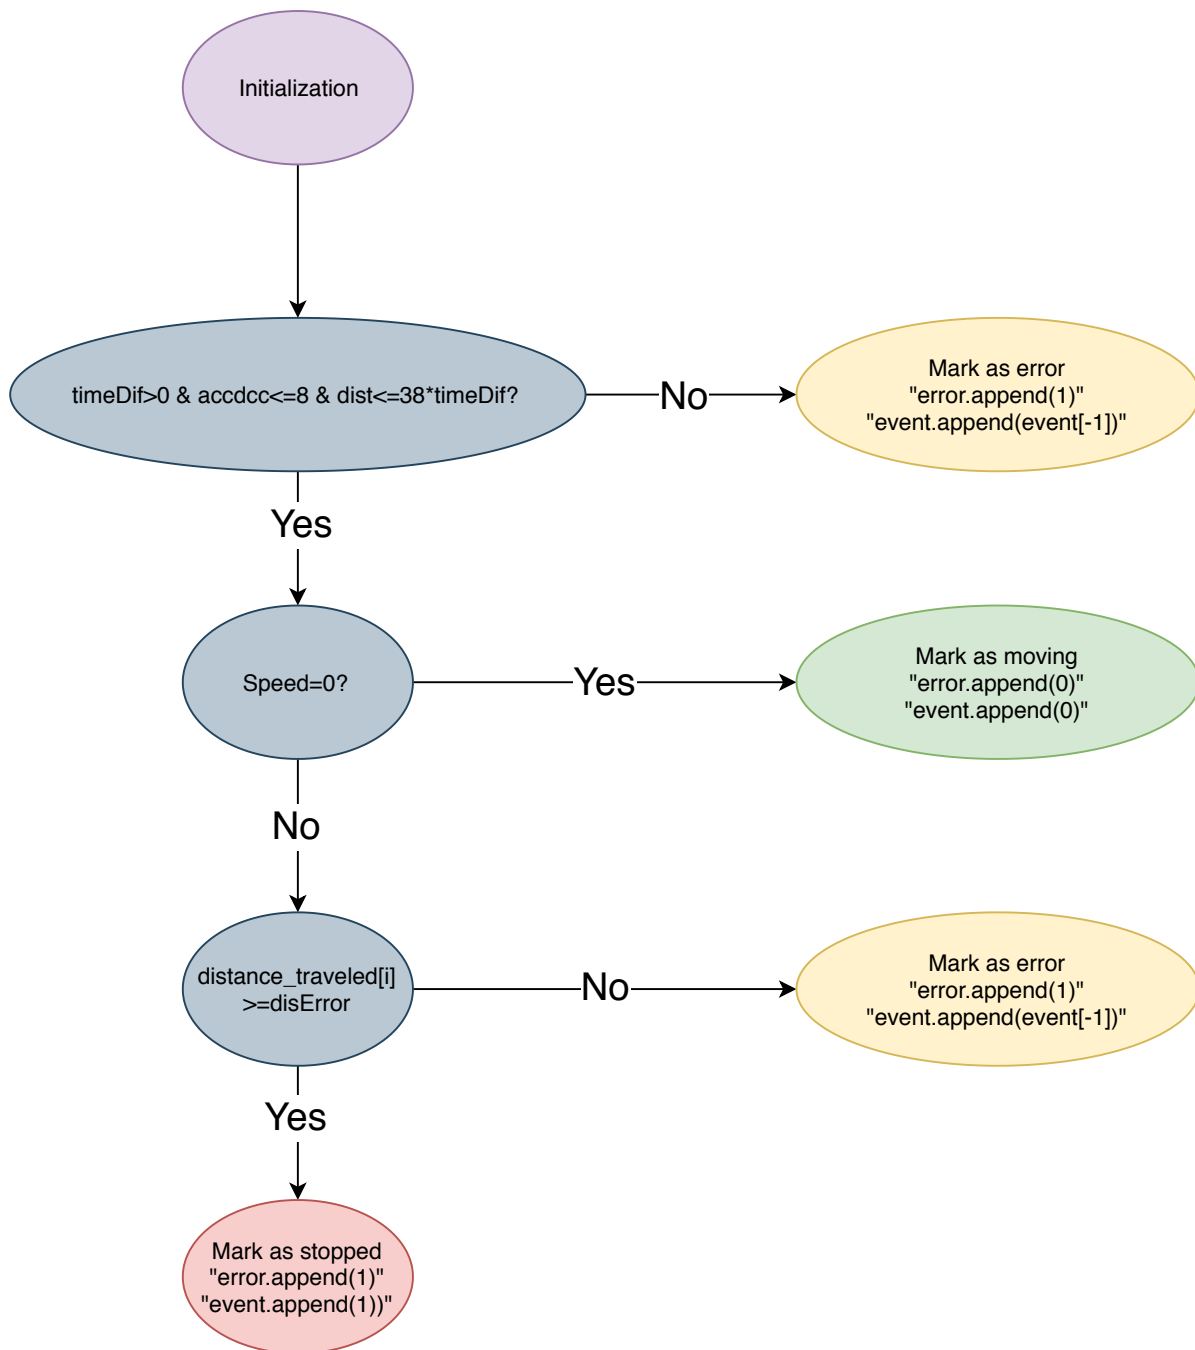 Initialization
timeDif>0 & accdcc<=8 & dist<=38*timeDif?
No
Mark as error
"error.append(1)"
"event.append(event[-1])"
Yes
Speed=0?
Yes
Mark as moving
"error.append(0)"
"event.append(0)"
No
distance_traveled[i]
>=disError
No
Mark as error
"error.append(1)"
"event.append(event[-1])"
Yes
Mark as stopped
"error.append(1)"
"event.append(1))"